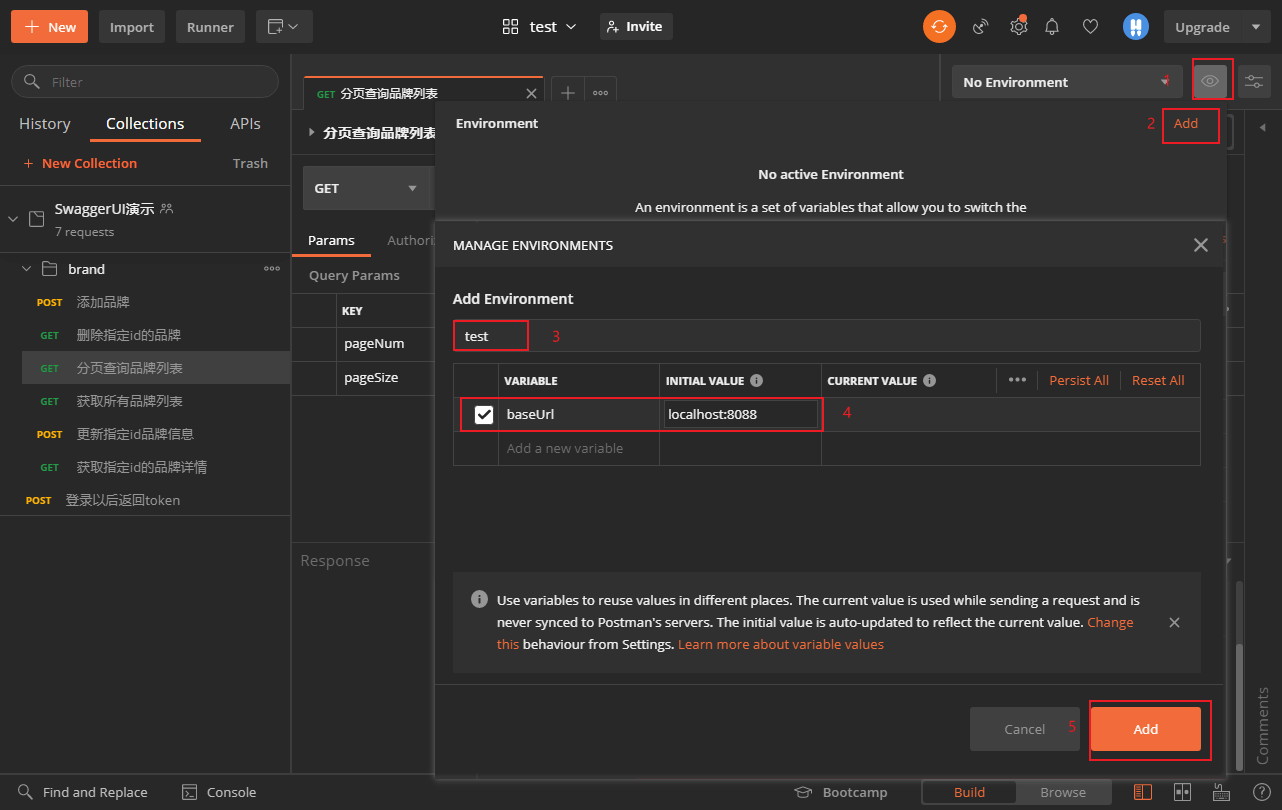 New
Import
Runner
test
Invite
Upgrade
Filter
GET 分页查询品牌列表
No Environment
1
History
Collections
APIs
Environment
2
Add
New Collection
Trash
分页查询品牌列表
No active Environment
SwaggerUI演示
7 requests
GET
An environment is a set of variables that allow you to switch the
Params
Authori
MANAGE ENVIRONMENTS
Query Params
brand
KEY
Add Environment
POST 添加品牌
GET 删除指定id的品牌
pageNum
test
3
GET 分页查询品牌列表
pageSize
VARIABLE
INITIAL VALUE
CURRENT VALUE
Persist All
Reset All
GET 获取所有品牌列表
baseUrl
localhost:8088
4
POST 更新指定id品牌信息
Add a new variable
GET 获取指定id的品牌详情
POST 登录以后返回token
Response
Use variables to reuse values in different places. The current value is used while sending a request and is
never synced to Postman's servers. The initial value is auto-updated to reflect the current value. Change
this behaviour from Settings. Learn more about variable values
Cancel
5
Add
Comments
Find and Replace
Console
Bootcamp
Build
Browse